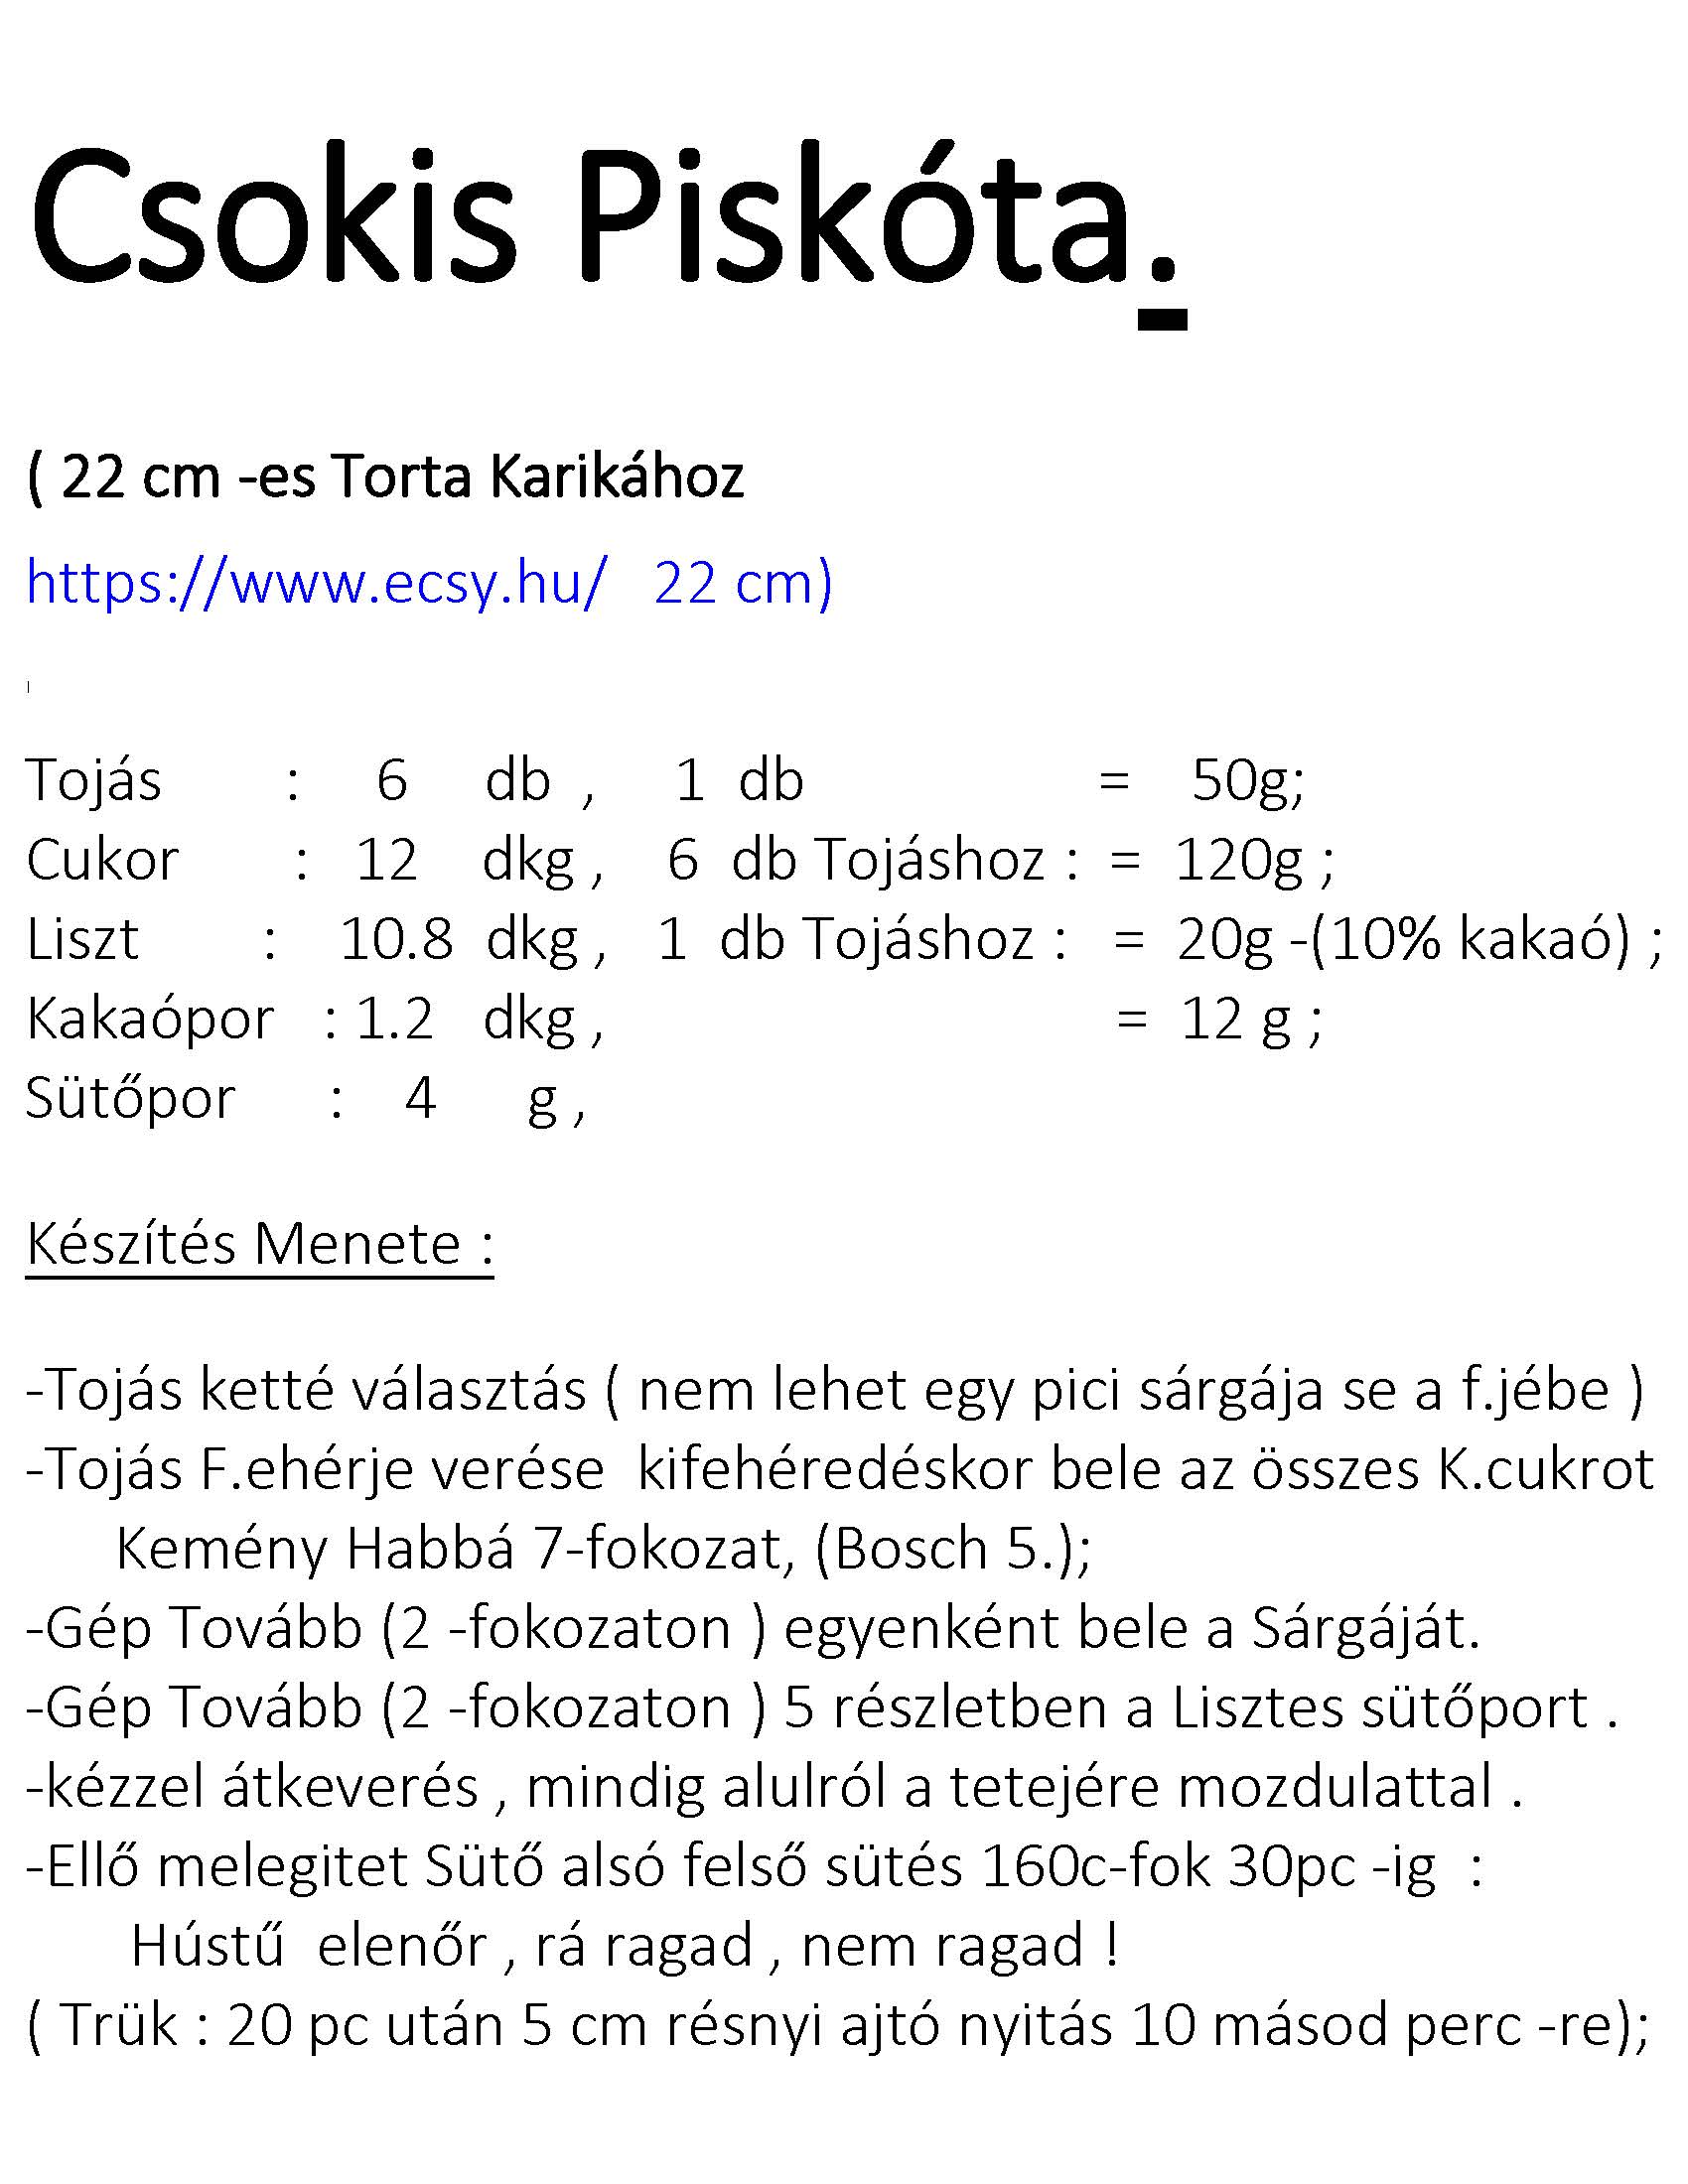 Csokis Piskóta.
( 22 cm -es Torta Karikához
https://www.ecsy.hu/ 22 cm)
Tojás : 6 db , 1 db = 50g;
Cukor : 12 dkg , 6 db Tojáshoz : = 120g ;
Liszt : 10.8 dkg , 1 db Tojáshoz : = 20g -(10% kakaó) ;
Kakaópor : 1.2 dkg , = 12 g ;
Sütőpor : 4 g ,
Készítés Menete :
-Tojás ketté választás ( nem lehet egy pici sárgája se a f.jébe )
-Tojás F.ehérje verése kifehéredéskor bele az összes K.cukrot
Kemény Habbá 7-fokozat, (Bosch 5.);
-Gép Tovább (2 -fokozaton ) egyenként bele a Sárgáját.
-Gép Tovább (2 -fokozaton ) 5 részletben a Lisztes sütőport .
-kézzel átkeverés , mindig alulról a tetejére mozdulattal .
-Ellő melegitet Sütő alsó felső sütés 160c-fok 30pc -ig :
Hústű elenőr , rá ragad , nem ragad !
( Trük : 20 pc után 5 cm résnyi ajtó nyitás 10 másod perc -re);